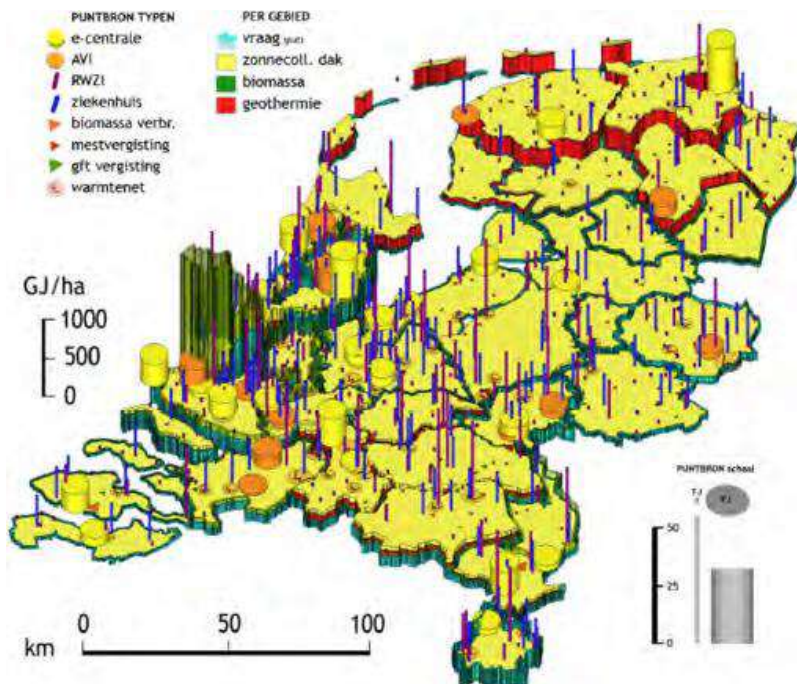 PUNTBRON TYPEN
e-centrale
AVI
RWZI
ziekenhuis
biomassa verbr.
mestvergisting
gft vergisting
warmtenet
PER GEBIED
vraag
zonnecoll. dak
biomassa
geothermie
GJ/ha
1000
500
0
0 50 100
km
PUNTBRON schaal
50
25
0